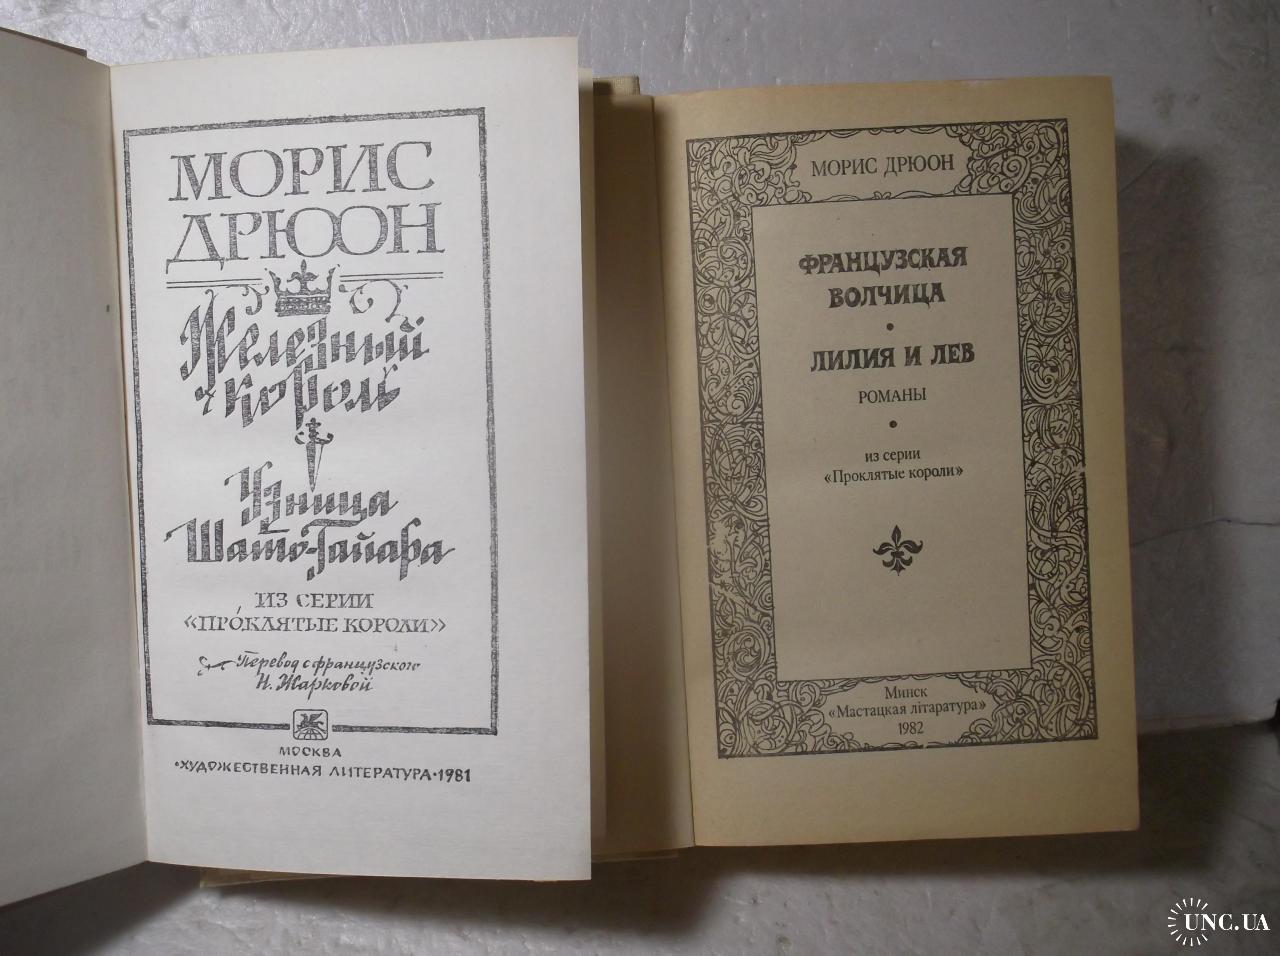 МОРИС
ДРЮОН
Железный
король
Узница
Шато-Гайара
ИЗ СЕРИИ
«ПРОКЛЯТЫЕ КОРОЛИ»
Перевод с французского
Н. Жарковой
МОСКВА
·ХУДОЖЕСТВЕННАЯ ЛИТЕРАТУРА·1981
МОРИС ДРЮОН
ФРАНЦУЗСКАЯ
ВОЛЧИЦА
•
ЛИЛИЯ И ЛЕВ
РОМАНЫ
•
из серии
«Проклятые короли»
Минск
«Мастацкая літаратура»
1982
UNC.UA